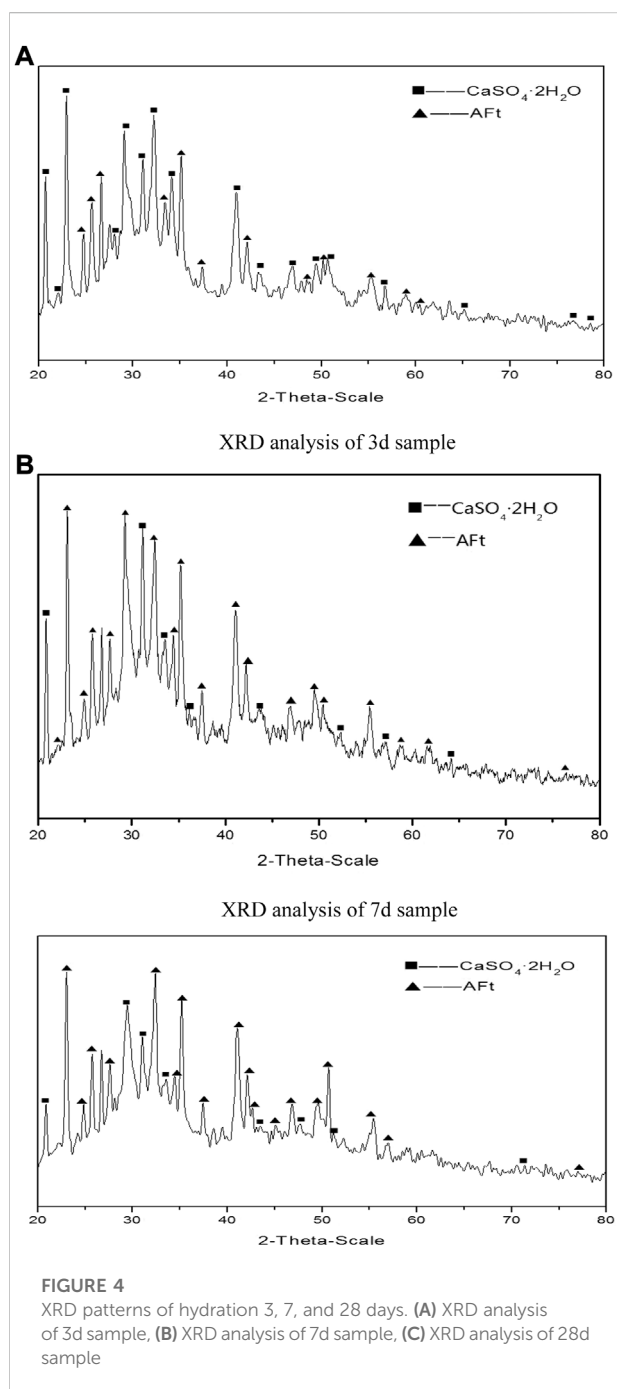 A
■——CaSO₄·2H₂O
▲——AFt
20 30 40 50 60 70 80
2-Theta-Scale
XRD analysis of 3d sample
B
■——CaSO₄·2H₂O
▲——AFt
20 30 40 50 60 70 80
2-Theta-Scale
XRD analysis of 7d sample
■——CaSO₄·2H₂O
▲——AFt
20 30 40 50 60 70 80
2-Theta-Scale
FIGURE 4
XRD patterns of hydration 3, 7, and 28 days. (A) XRD analysis
of 3d sample, (B) XRD analysis of 7d sample, (C) XRD analysis of 28d
sample